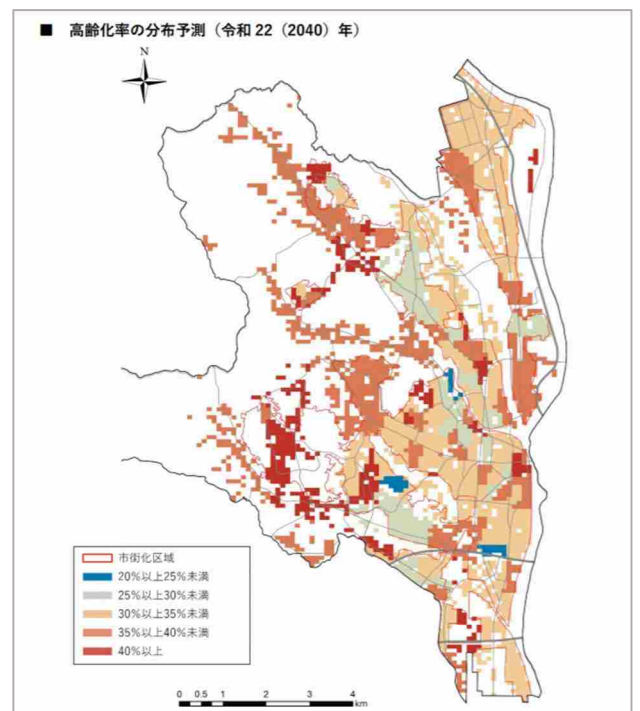 ■ 高齢化率の分布予測（令和 22（2040）年）
N
市街化区域
20%以上25%未満
25%以上30%未満
30%以上35%未満
35%以上40%未満
40%以上
0 0.5 1 2 3 4
km